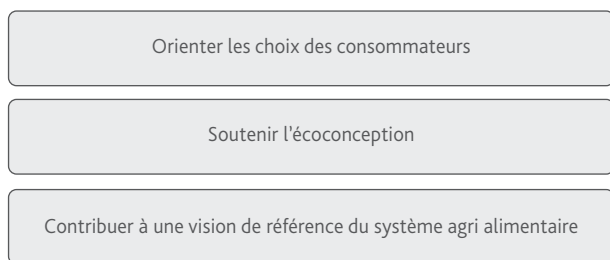 Orienter les choix des consommateurs
Soutenir l'écoconception
Contribuer à une vision de référence du système agri alimentaire